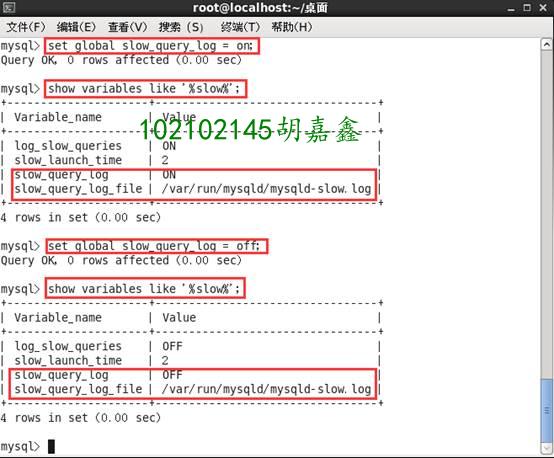 root@localhost:~/桌面
文件(F) 编辑(E) 查看(V) 搜索 (S) 终端(T) 帮助(H)
mysql> set global slow_query_log = on;
Query OK, 0 rows affected (0.00 sec)
mysql> show variables like '%slow%';
+---------------------+---------------------------------+
| Variable_name | Value |
102102145胡嘉鑫
+---------------------+---------------------------------+
| log_slow_queries | ON |
| slow_launch_time | 2 |
| slow_query_log | ON |
| slow_query_log_file | /var/run/mysqld/mysqld-slow.log |
+---------------------+---------------------------------+
4 rows in set (0.00 sec)
mysql> set global slow_query_log = off;
Query OK, 0 rows affected (0.00 sec)
mysql> show variables like '%slow%';
+---------------------+---------------------------------+
| Variable_name | Value |
+---------------------+---------------------------------+
| log_slow_queries | OFF |
| slow_launch_time | 2 |
| slow_query_log | OFF |
| slow_query_log_file | /var/run/mysqld/mysqld-slow.log |
+---------------------+---------------------------------+
4 rows in set (0.00 sec)
mysql>